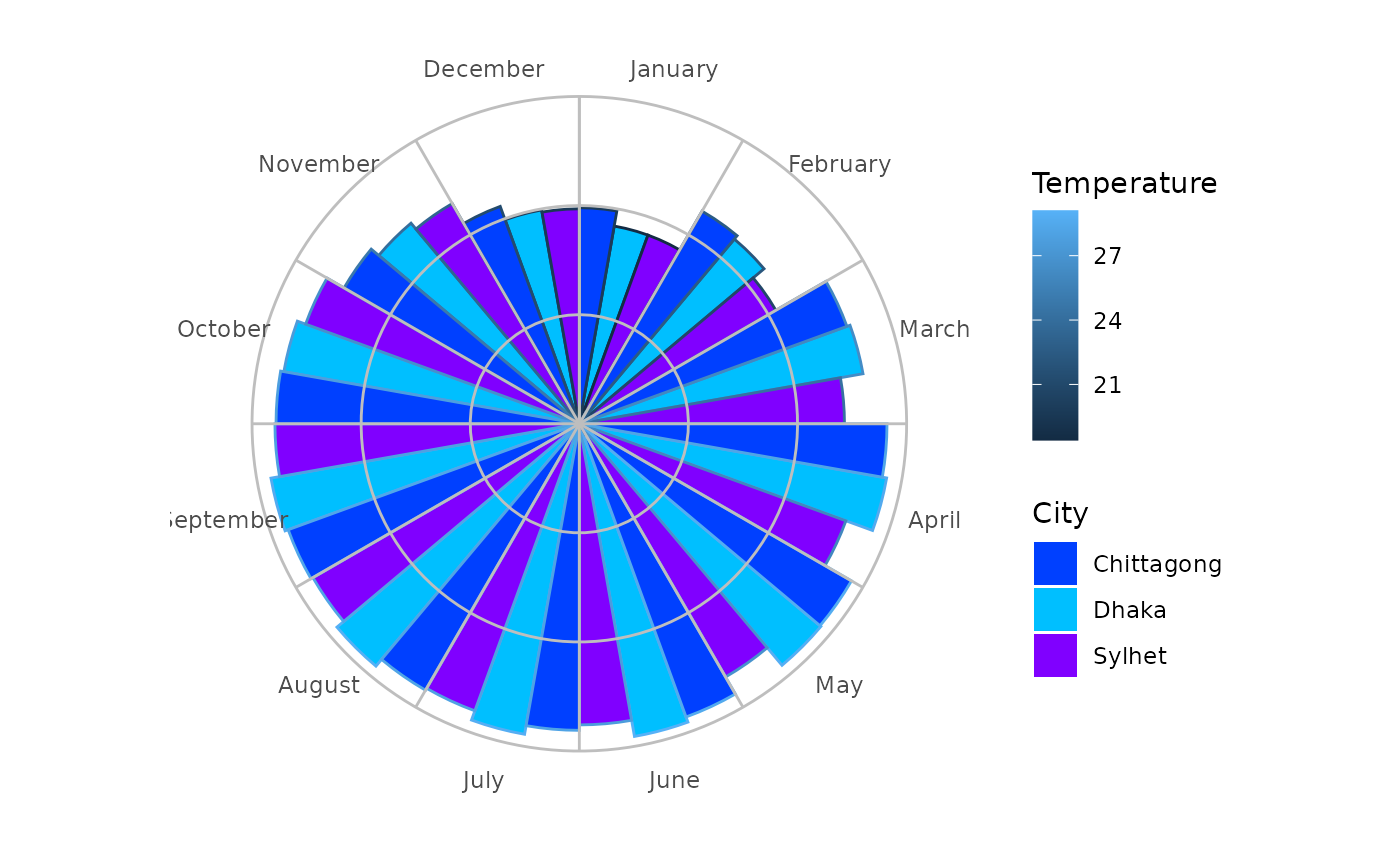 December
January
November
February
October
March
September
April
August
May
July
June
Temperature
27
24
21
City
Chittagong
Dhaka
Sylhet